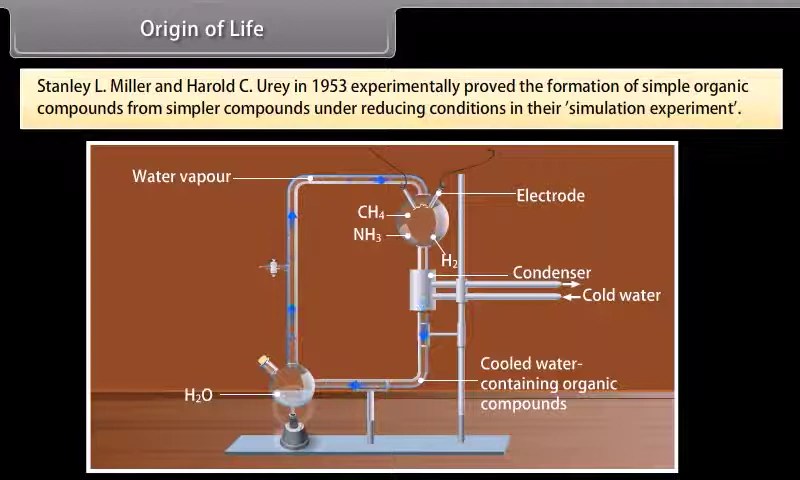 Origin of Life
Stanley L. Miller and Harold C. Urey in 1953 experimentally proved the formation of simple organic
compounds from simpler compounds under reducing conditions in their ‘simulation experiment’.
Water vapour
Electrode
CH₄
NH₃
H₂
Condenser
Cold water
Cooled water-
containing organic
compounds
H₂O